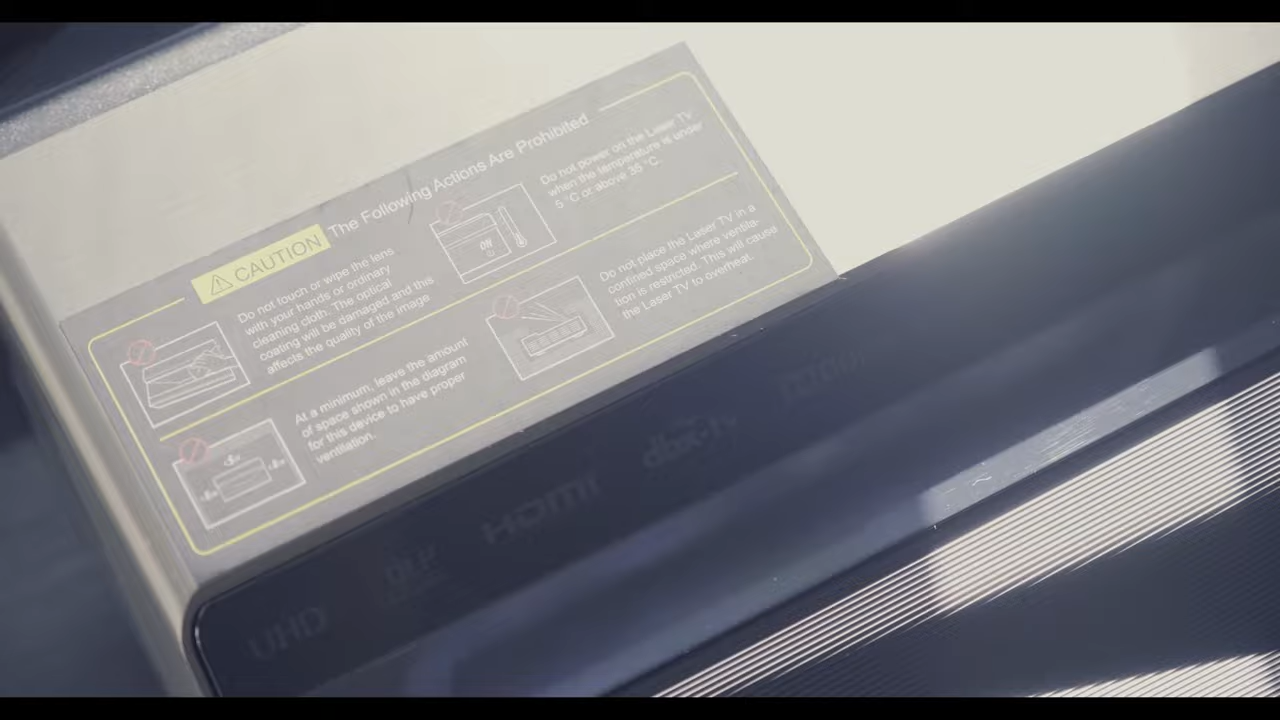 CAUTION The Following Actions Are Prohibited
Do not touch or wipe the lens
with your hands or ordinary
cleaning cloth. The optical
coating will be damaged and this
affects the quality of the image
Do not power on the Laser TV
when the temperature is under
5 °C or above 35 °C.
ON
At a minimum, leave the amount
of space shown in the diagram
for this device to have proper
ventilation.
Do not place the Laser TV in a
confined space where ventila-
tion is restricted. This will cause
the Laser TV to overheat.
UHD
DLP
HDMI
dbx-tv